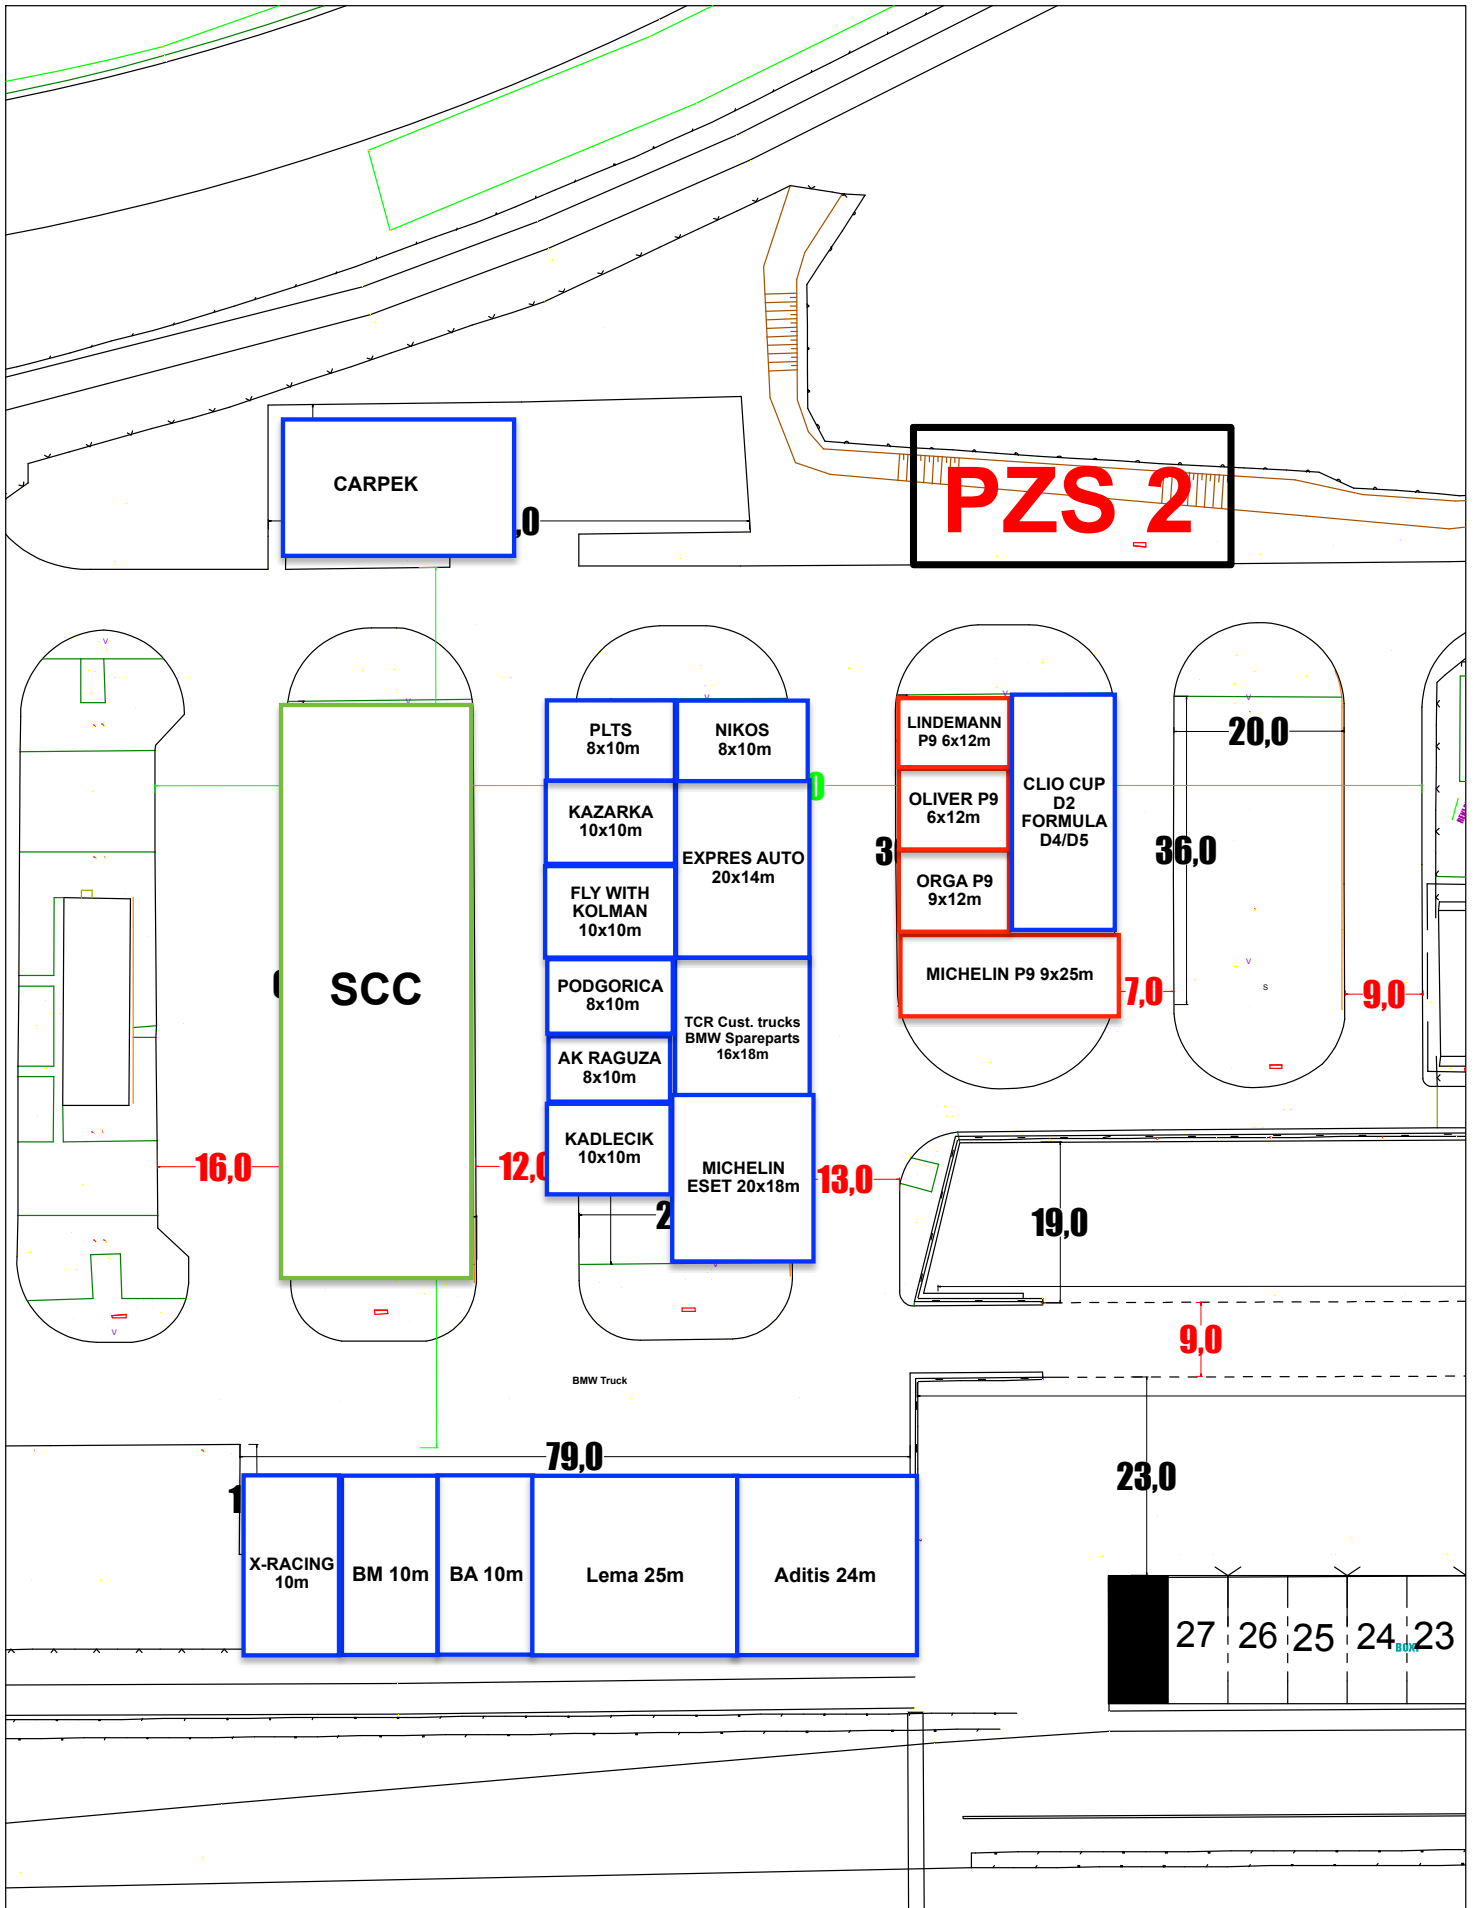 CARPEK
,0
PZS 2
LINDEMANN
P9 6x12m
PLTS
8x10m
NIKOS
8x10m
20,0
KAZARKA
10x10m
OLIVER P9
6x12m
CLIO CUP
D2
FORMULA
D4/D5
36,0
EXPRES AUTO
20x14m
FLY WITH
KOLMAN
10x10m
ORGA P9
9x12m
SCC
MICHELIN P9 9x25m
7,0
9,0
S
PODGORICA
8x10m
TCR Cust. trucks
BMW Spareparts
16x18m
AK RAGUZA
8x10m
KADLECIK
10x10m
16,0
12,0
MICHELIN
ESET 20x18m
13,0
19,0
9,0
BMW Truck
79,0
23,0
X-RACING
10m
BM 10m
BA 10m
Lema 25m
Aditis 24m
27 26 25 24 23